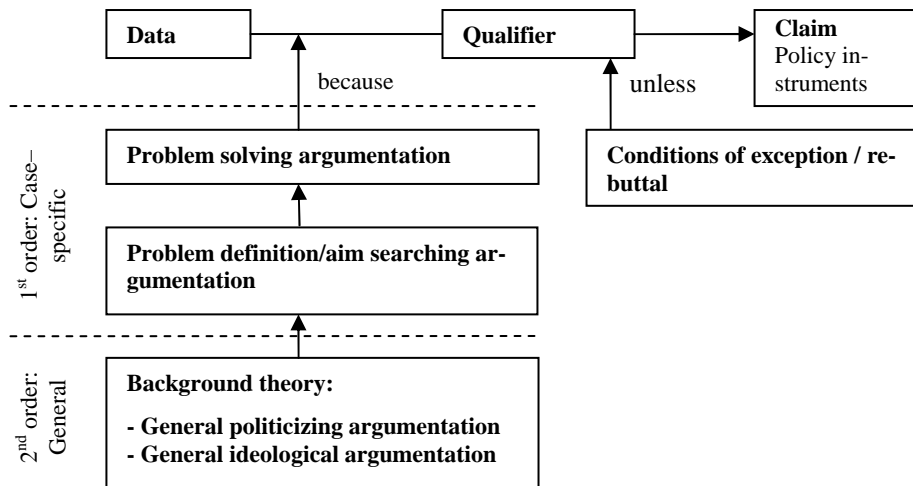 Data
Qualifier
Claim
Policy in-
struments
because
unless
1st order: Case–
specific
Problem solving argumentation
Conditions of exception / re-
buttal
Problem definition/aim searching ar-
gumentation
2nd order:
General
Background theory:
- General politicizing argumentation
- General ideological argumentation